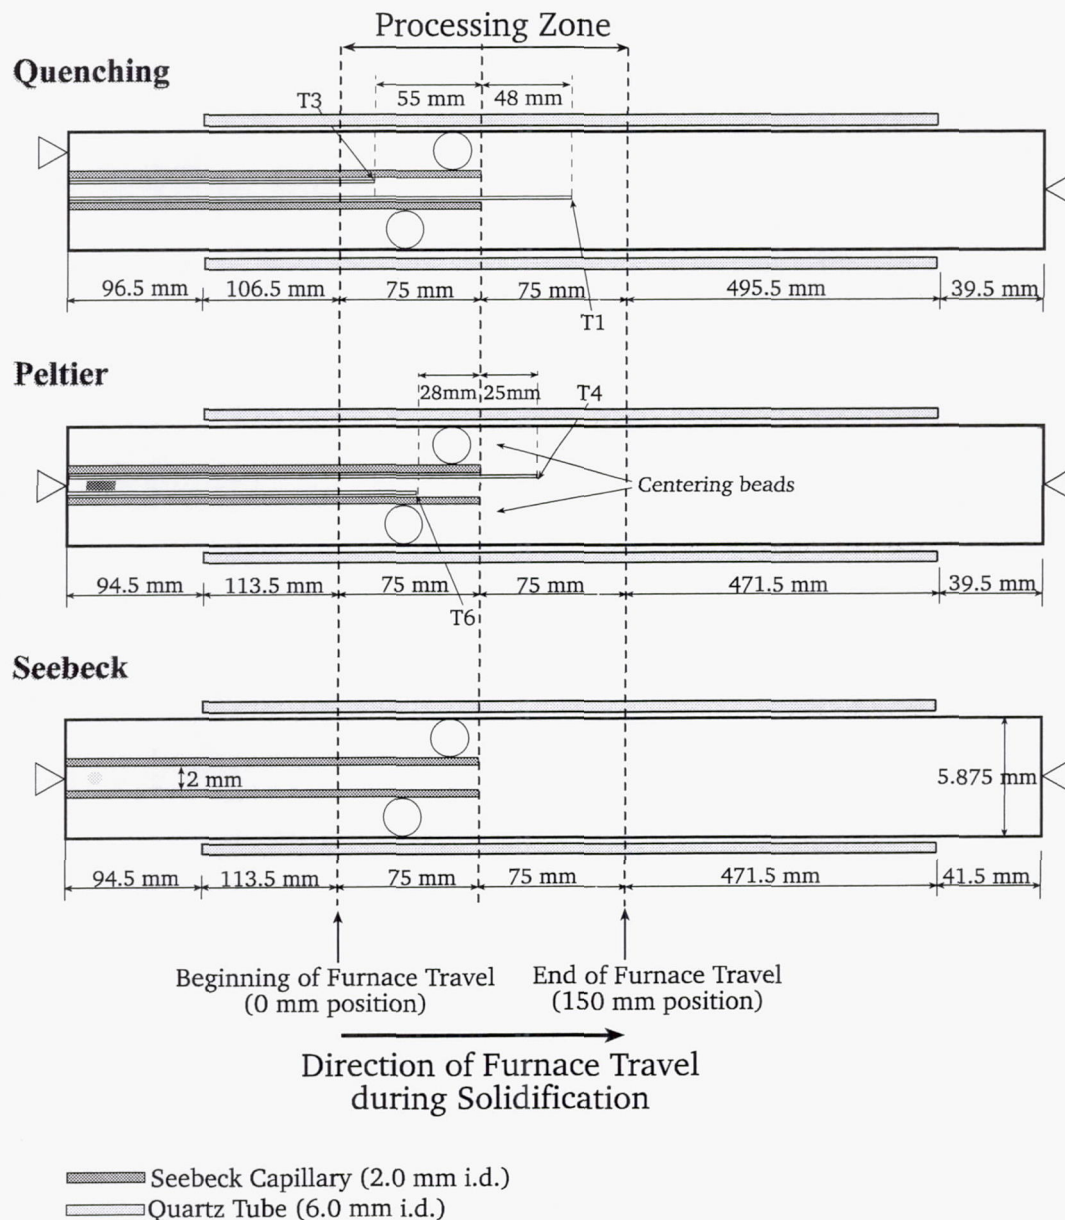 Processing Zone
Quenching
55 mm 48 mm
T3
96.5 mm 106.5 mm 75 mm 75 mm 495.5 mm 39.5 mm
T1
Peltier
28mm 25mm T4
Centering beads
94.5 mm 113.5 mm 75 mm 75 mm 471.5 mm 39.5 mm
T6
Seebeck
2 mm 5.875 mm
94.5 mm 113.5 mm 75 mm 75 mm 471.5 mm 41.5 mm
Beginning of Furnace Travel
(0 mm position)
End of Furnace Travel
(150 mm position)
Direction of Furnace Travel
during Solidification
Seebeck Capillary (2.0 mm i.d.)
Quartz Tube (6.0 mm i.d.)